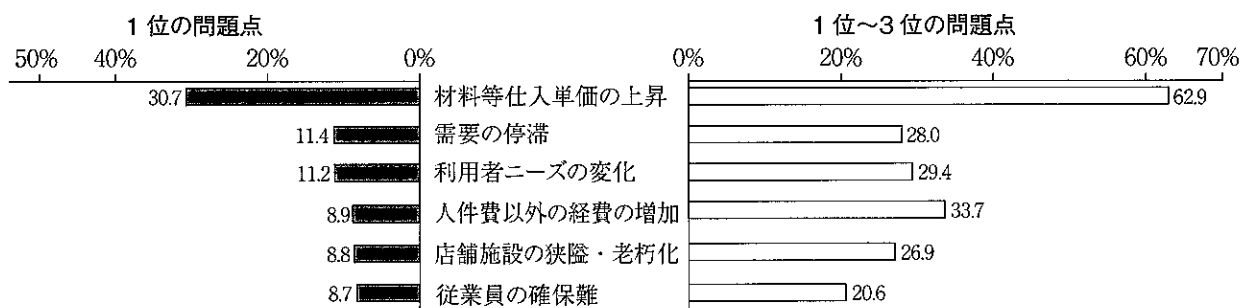 1位の問題点 1位～3位の問題点
50% 40% 20% 0% 0% 20% 40% 60% 70%
30.7 材料等仕入単価の上昇 62.9
11.4 需要の停滞 28.0
11.2 利用者ニーズの変化 29.4
8.9 人件費以外の経費の増加 33.7
8.8 店舗施設の狭隘・老朽化 26.9
8.7 従業員の確保難 20.6